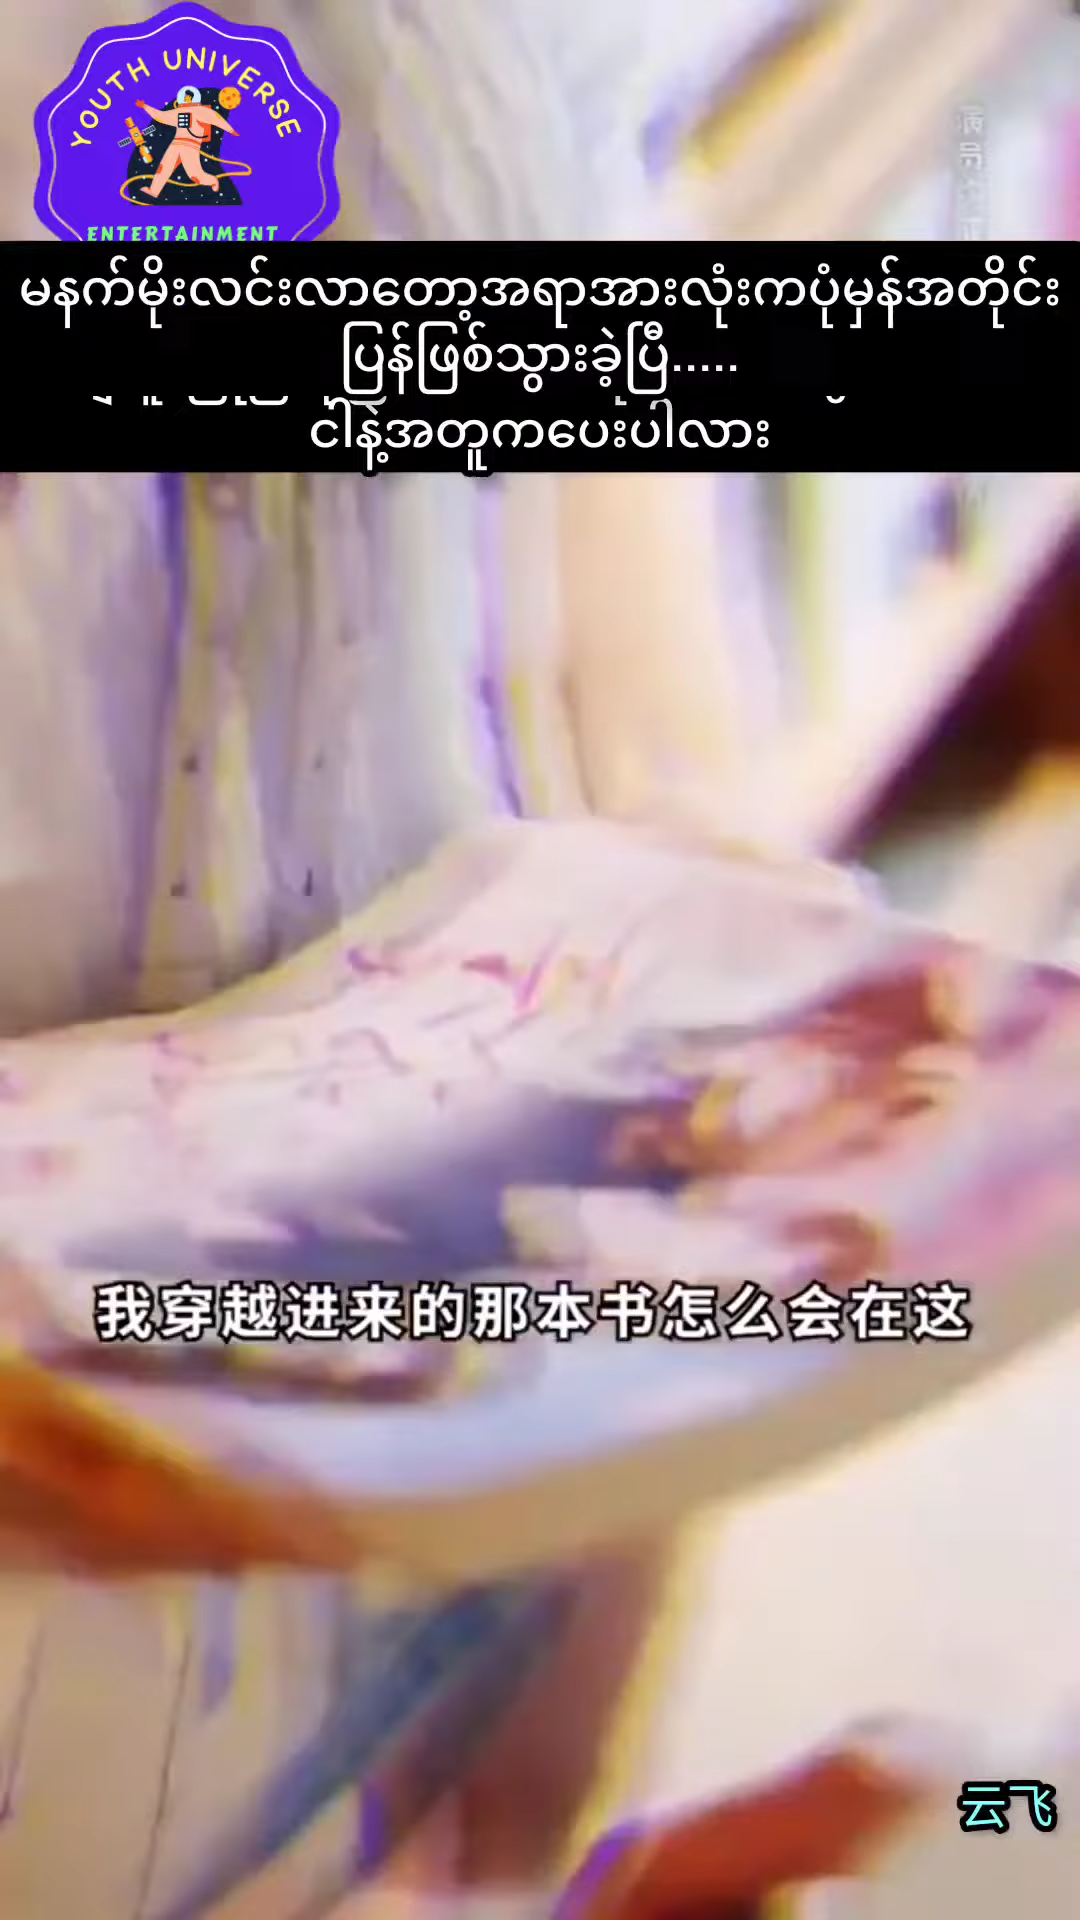 YOUTH UNIVERSE
ENTERTAINMENT
မနက်မိုးလင်းလာတော့အရာအားလုံးကပုံမှန်အတိုင်း
ပြန်ဖြစ်သွားခဲ့ပြီ.....
ငါနဲ့အတူကပေးပါလား
我穿越进来的那本书怎么会在这
云飞